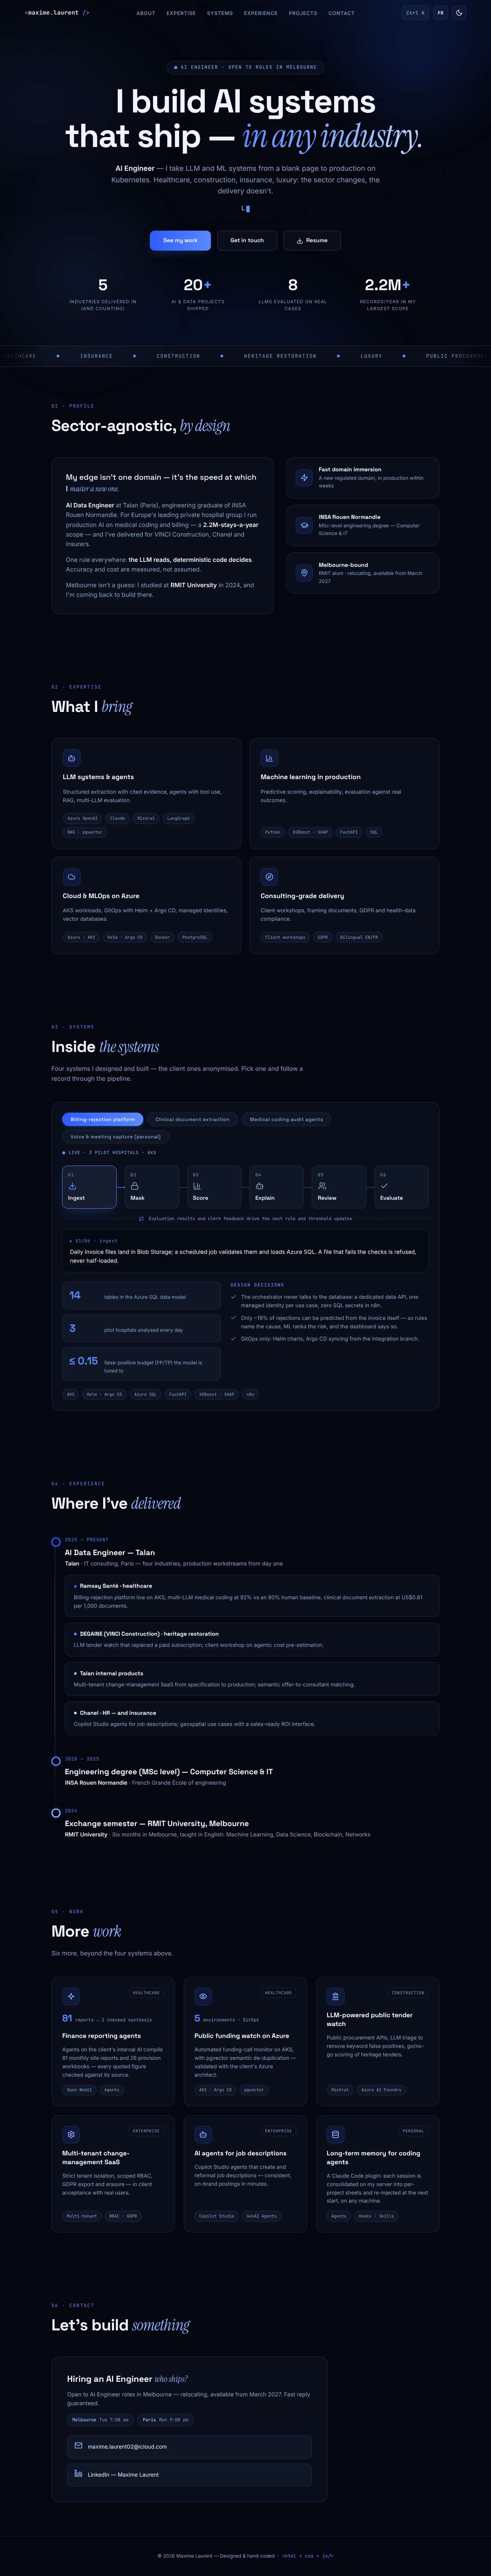 <maxime.laurent />
ABOUT EXPERTISE SYSTEMS EXPERIENCE PROJECTS CONTACT
Ctrl K FR
AI ENGINEER · OPEN TO ROLES IN MELBOURNE
I build AI systems
that ship — in any industry.
AI Engineer — I take LLM and ML systems from a blank page to production on
Kubernetes. Healthcare, construction, insurance, luxury: the sector changes, the
delivery doesn't.
L
See my work Get in touch Resume
5 20+ 8 2.2M+
INDUSTRIES DELIVERED IN
(AND COUNTING)
AI & DATA PROJECTS
SHIPPED
LLMS EVALUATED ON REAL
CASES
RECORDS/YEAR IN MY
LARGEST SCOPE
INSURANCE CONSTRUCTION HERITAGE RESTORATION LUXURY
01 · PROFILE
Sector-agnostic, by design
My edge isn't one domain — it's the speed at which
I master a new one.
AI Data Engineer at Talan (Paris), engineering graduate of INSA
Rouen Normandie. For Europe's leading private hospital group I run
production AI on medical coding and billing — a 2.2M-stays-a-year
scope — and I've delivered for VINCI Construction, Chanel and
insurers.
One rule everywhere: the LLM reads, deterministic code decides.
Accuracy and cost are measured, not assumed.
Melbourne isn't a guess: I studied at RMIT University in 2024, and
I'm coming back to build there.
Fast domain immersion
A new regulated domain, in production within
weeks
INSA Rouen Normandie
MSc-level engineering degree — Computer
Science & IT
Melbourne-bound
RMIT alum · relocating, available from March
2027
02 · EXPERTISE
What I bring
LLM systems & agents
Structured extraction with cited evidence, agents with tool use,
RAG, multi-LLM evaluation.
Azure OpenAI Claude Mistral LangGraph
RAG · pgvector
Machine learning in production
Predictive scoring, explainability, evaluation against real
outcomes.
Python XGBoost · SHAP FastAPI SQL
Cloud & MLOps on Azure
AKS workloads, GitOps with Helm + Argo CD, managed identities,
vector databases.
Azure · AKS Helm · Argo CD Docker PostgreSQL
Consulting-grade delivery
Client workshops, framing documents, GDPR and health-data
compliance.
Client workshops GDPR Bilingual EN/FR
03 · SYSTEMS
Inside the systems
Four systems I designed and built — the client ones anonymised. Pick one and follow a
record through the pipeline.
Billing-rejection platform Clinical document extraction Medical coding audit agents
Voice & meeting capture (personal)
LIVE · 3 PILOT HOSPITALS · AKS
01 02 03 04 05 06
Ingest Mask Score Explain Review Evaluate
Evaluation results and clerk feedback drive the next rule and threshold updates
01/06 · ingest
Daily invoice files land in Blob Storage; a scheduled job validates them and loads Azure SQL. A file that fails the checks is refused,
never half-loaded.
14 tables in the Azure SQL data model
3 pilot hospitals analysed every day
≤ 0.15 false-positive budget (FP/TP) the model is
tuned to
DESIGN DECISIONS
The orchestrator never talks to the database: a dedicated data API, one
managed identity per use case, zero SQL secrets in n8n.
Only ~19% of rejections can be predicted from the invoice itself — so rules
name the cause, ML ranks the risk, and the dashboard says so.
GitOps only: Helm charts, Argo CD syncing from the integration branch.
AKS Helm · Argo CD Azure SQL FastAPI XGBoost · SHAP n8n
04 · EXPERIENCE
Where I've delivered
2025 — PRESENT
AI Data Engineer — Talan
Talan · IT consulting, Paris — four industries, production workstreams from day one
Ramsay Santé · healthcare
Billing-rejection platform live on AKS, multi-LLM medical coding at 92% vs an 80% human baseline, clinical document extraction at US$0.81
per 1,000 documents.
DEGAINE (VINCI Construction) · heritage restoration
LLM tender watch that replaced a paid subscription; client workshop on agentic cost pre-estimation.
Talan internal products
Multi-tenant change-management SaaS from specification to production; semantic offer-to-consultant matching.
Chanel · HR — and insurance
Copilot Studio agents for job descriptions; geospatial use cases with a sales-ready ROI interface.
2020 — 2025
Engineering degree (MSc level) — Computer Science & IT
INSA Rouen Normandie · French Grande École of engineering
2024
Exchange semester — RMIT University, Melbourne
RMIT University · Six months in Melbourne, taught in English: Machine Learning, Data Science, Blockchain, Networks
05 · WORK
More work
Six more, beyond the four systems above.
HEALTHCARE
81 reports → 1 checked synthesis
Finance reporting agents
Agents on the client's internal AI compile
81 monthly site reports and 26 provision
workbooks — every quoted figure
checked against its source.
Open WebUI Agents
HEALTHCARE
5 environments · GitOps
Public funding watch on Azure
Automated funding-call monitor on AKS,
with pgvector semantic de-duplication —
validated with the client's Azure
architect.
AKS · Argo CD pgvector
CONSTRUCTION
LLM-powered public tender
watch
Public procurement APIs, LLM triage to
remove keyword false positives, go/no-
go scoring of heritage tenders.
Mistral Azure AI Foundry
ENTERPRISE
Multi-tenant change-
management SaaS
Strict tenant isolation, scoped RBAC,
GDPR export and erasure — in client
acceptance with real users.
Multi-tenant RBAC · GDPR
ENTERPRISE
AI agents for job descriptions
Copilot Studio agents that create and
reformat job descriptions — consistent,
on-brand postings in minutes.
Copilot Studio GenAI Agents
PERSONAL
Long-term memory for coding
agents
A Claude Code plugin: each session is
consolidated on my server into per-
project sheets and re-injected at the next
start, on any machine.
Agents Hooks · Skills
06 · CONTACT
Let's build something
Hiring an AI Engineer who ships?
Open to AI Engineer roles in Melbourne — relocating, available from March 2027. Fast reply
guaranteed.
Melbourne Tue 7:08 am Paris Mon 9:08 pm
maxime.laurent02@icloud.com
LinkedIn — Maxime Laurent
© 2026 Maxime Laurent — Designed & hand-coded · <html + css + js/>